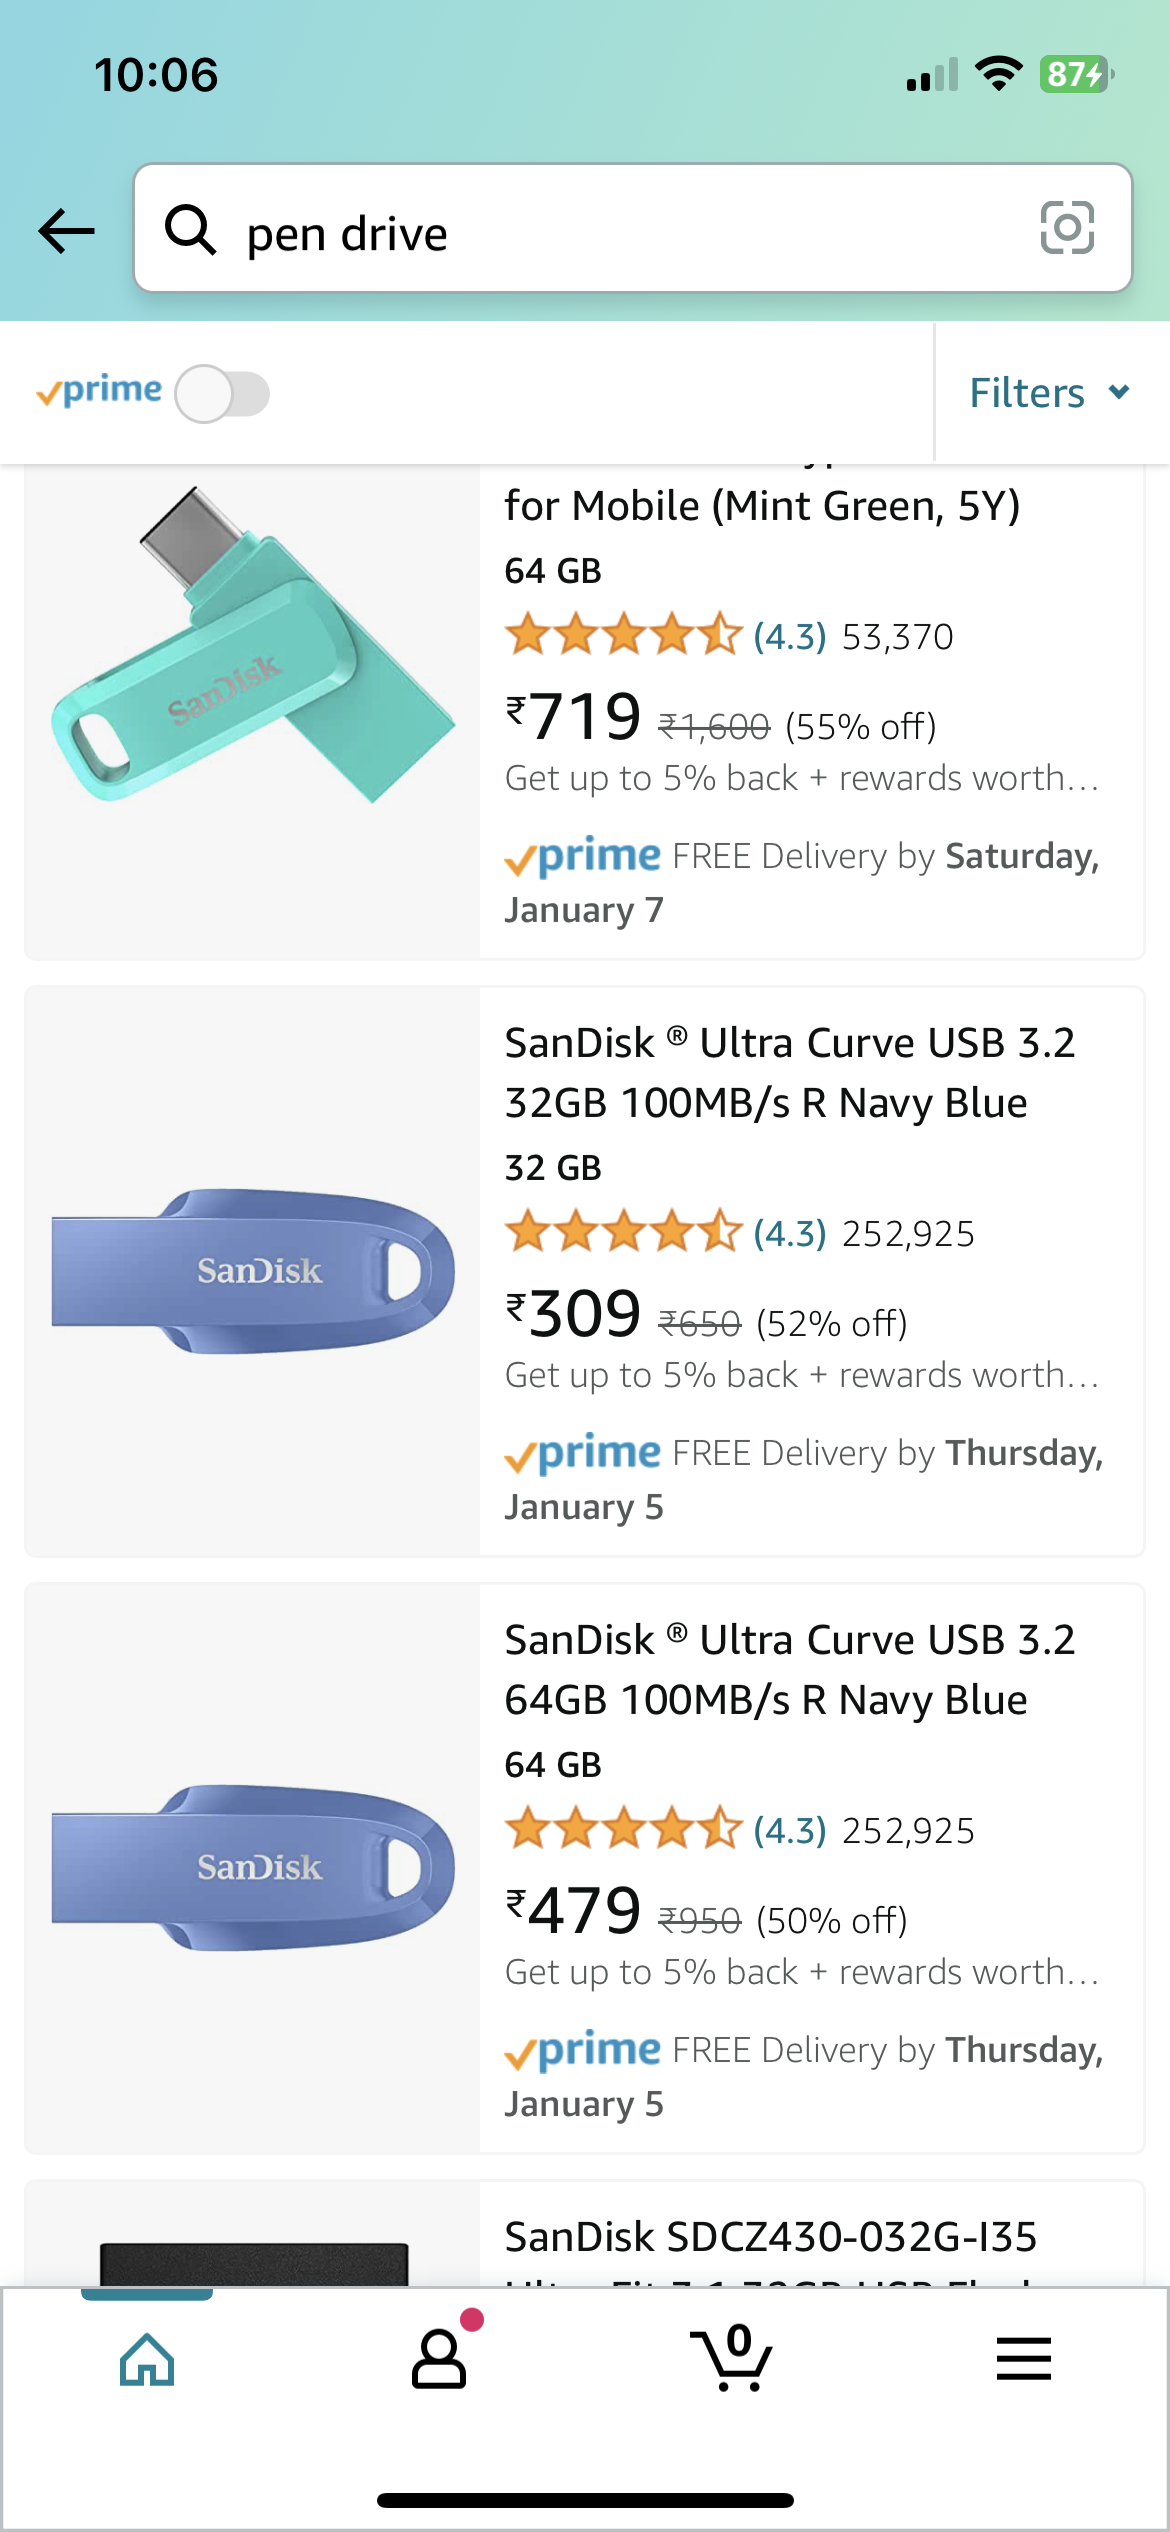 10:06
87
pen drive
prime
Filters
for Mobile (Mint Green, 5Y)
64 GB
(4.3) 53,370
₹719 ₹1,600 (55% off)
Get up to 5% back + rewards worth...
prime FREE Delivery by Saturday,
January 7
SanDisk
SanDisk ® Ultra Curve USB 3.2
32GB 100MB/s R Navy Blue
32 GB
(4.3) 252,925
₹309 ₹650 (52% off)
Get up to 5% back + rewards worth...
prime FREE Delivery by Thursday,
January 5
SanDisk
SanDisk ® Ultra Curve USB 3.2
64GB 100MB/s R Navy Blue
64 GB
(4.3) 252,925
₹479 ₹950 (50% off)
Get up to 5% back + rewards worth...
prime FREE Delivery by Thursday,
January 5
SanDisk
SanDisk SDCZ430-032G-I35
0